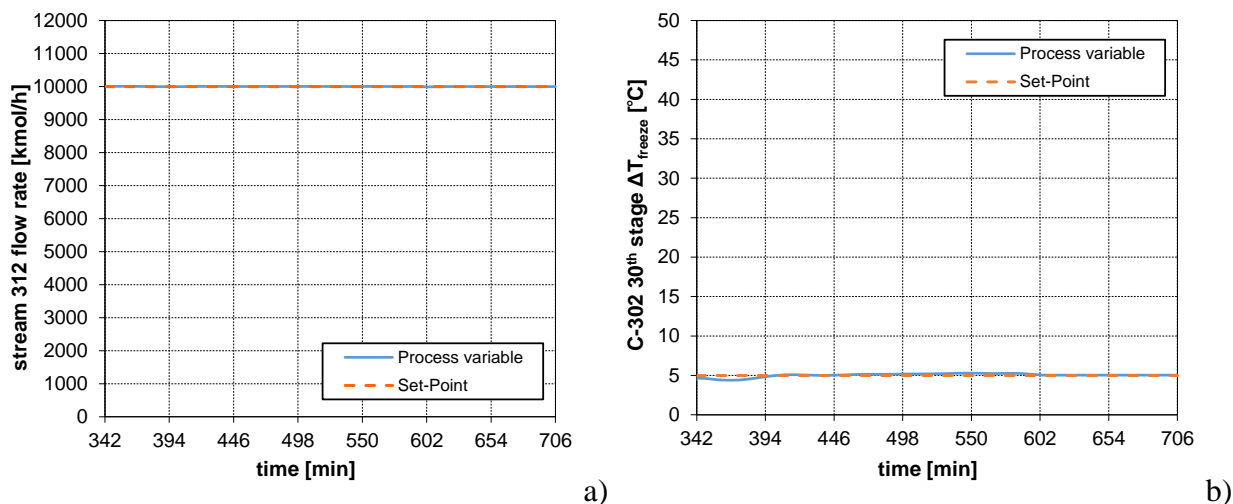 stream 312 flow rate [kmol/h]
12000
11000
10000
9000
8000
7000
6000
5000
4000
3000
2000
1000
0
Process variable
Set-Point
342 394 446 498 550 602 654 706
time [min]
a)
C-302 30th stage ΔTfreeze [°C]
50
45
40
35
30
25
20
15
10
5
0
Process variable
Set-Point
342 394 446 498 550 602 654 706
time [min]
b)